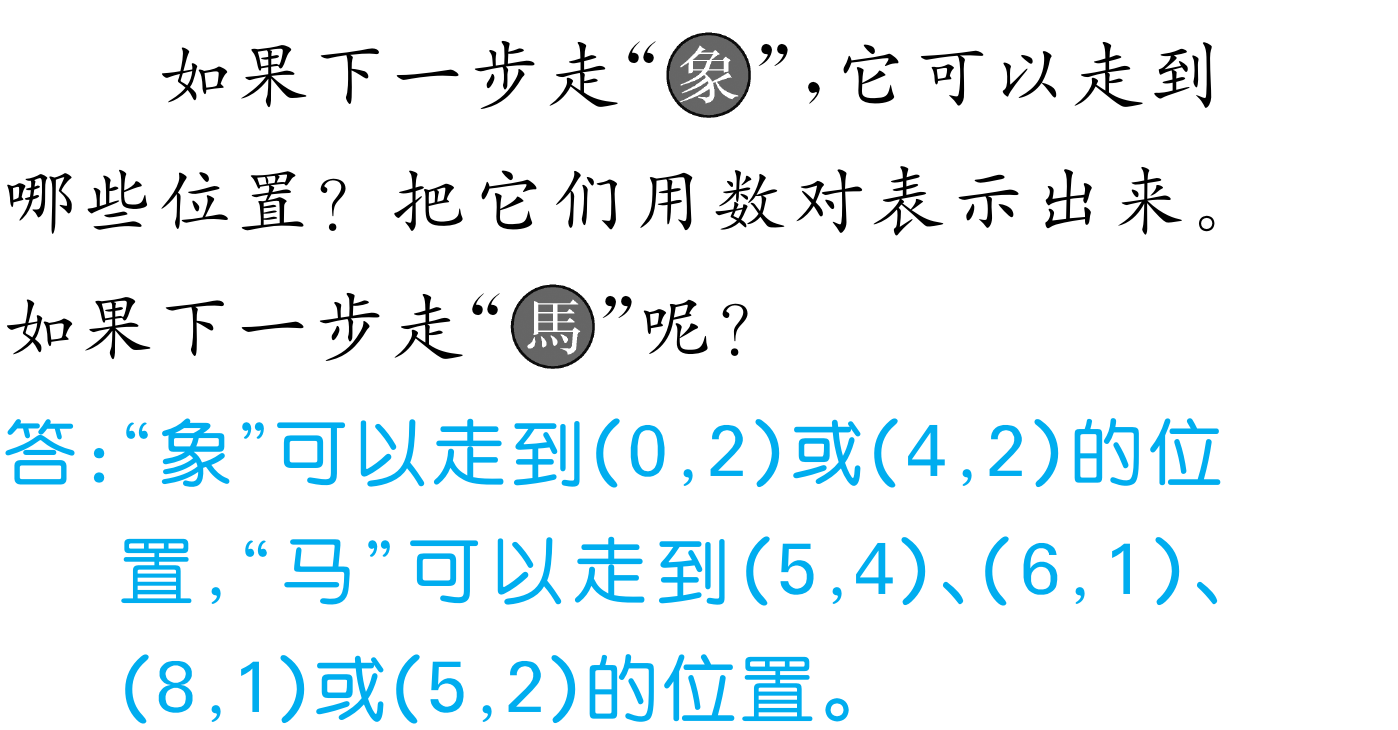 如果下一步走“象”,它可以走到
哪些位置? 把它们用数对表示出来。
如果下一步走“馬”呢?
答:“象”可以走到(0,2)或(4,2)的位
置,“马”可以走到(5,4)、(6,1)、
(8,1)或(5,2)的位置。